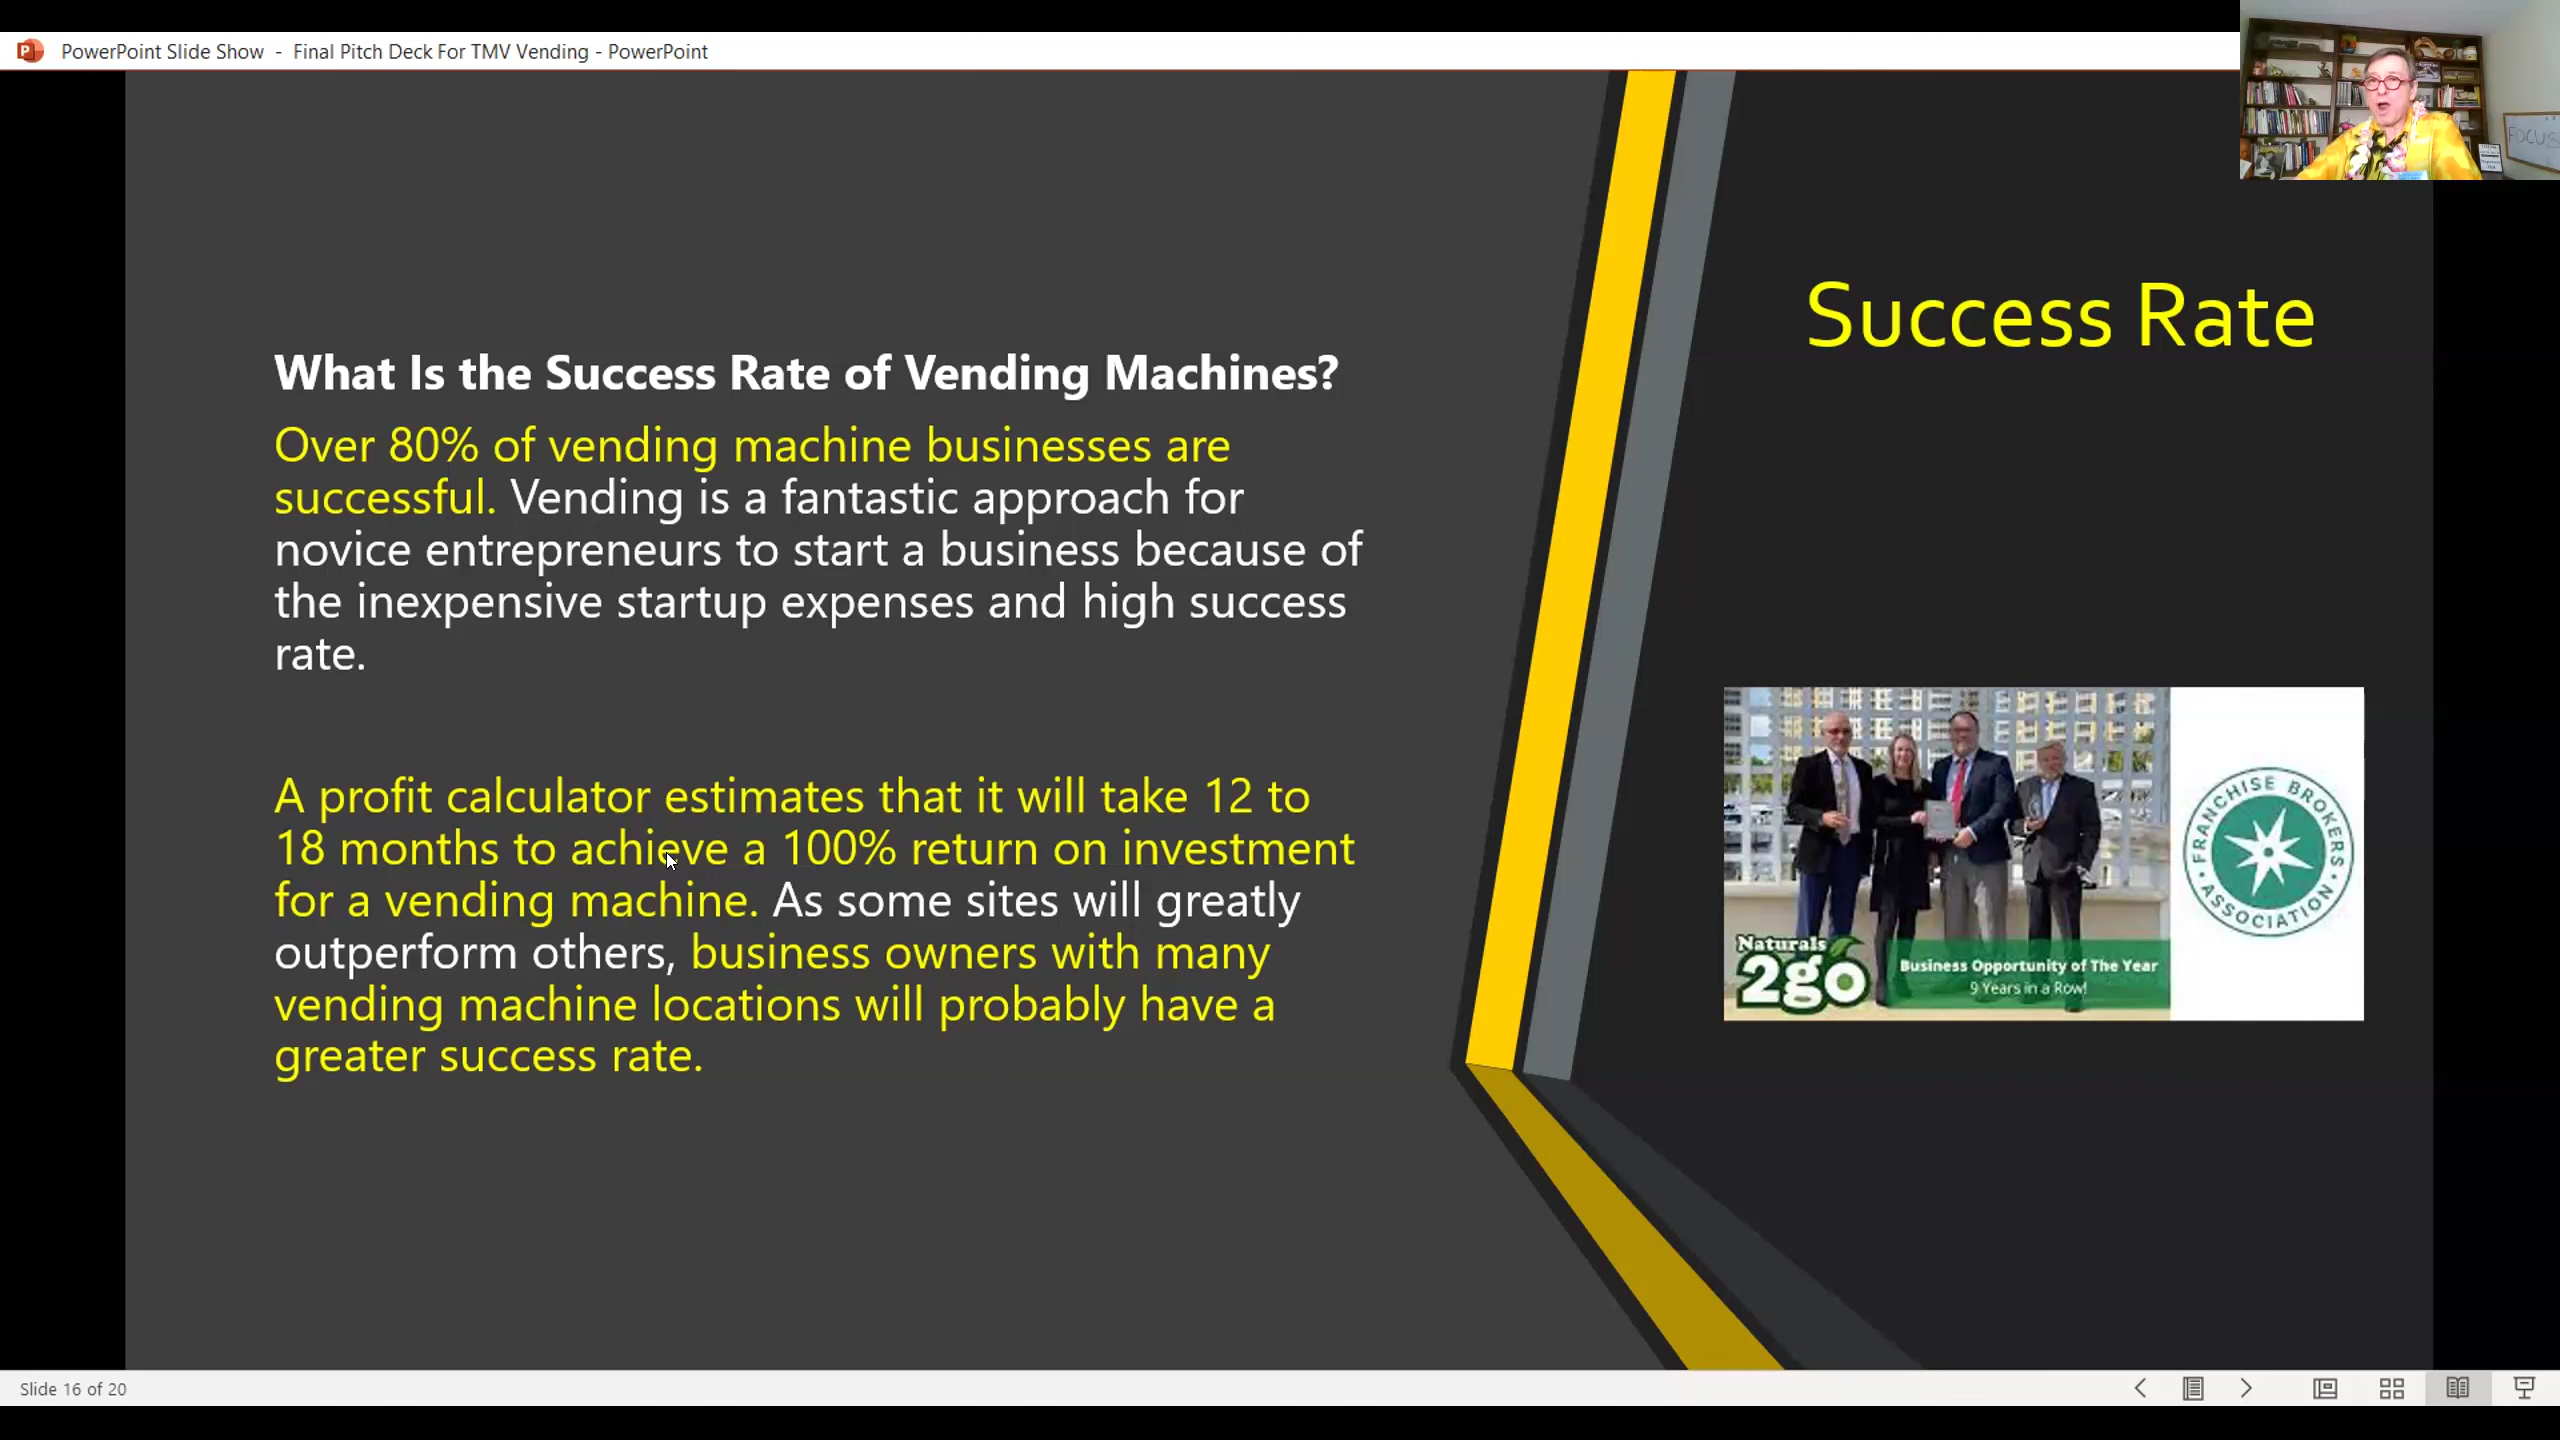 PowerPoint Slide Show - Final Pitch Deck For TMV Vending - PowerPoint
FOCUS
Success Rate
What Is the Success Rate of Vending Machines?
Over 80% of vending machine businesses are
successful. Vending is a fantastic approach for
novice entrepreneurs to start a business because of
the inexpensive startup expenses and high success
rate.
A profit calculator estimates that it will take 12 to
18 months to achieve a 100% return on investment
for a vending machine. As some sites will greatly
outperform others, business owners with many
vending machine locations will probably have a
greater success rate.
Naturals
2go
Business Opportunity of The Year
9 Years in a Row!
FRANCHISE BROKERS
ASSOCIATION
Slide 16 of 20